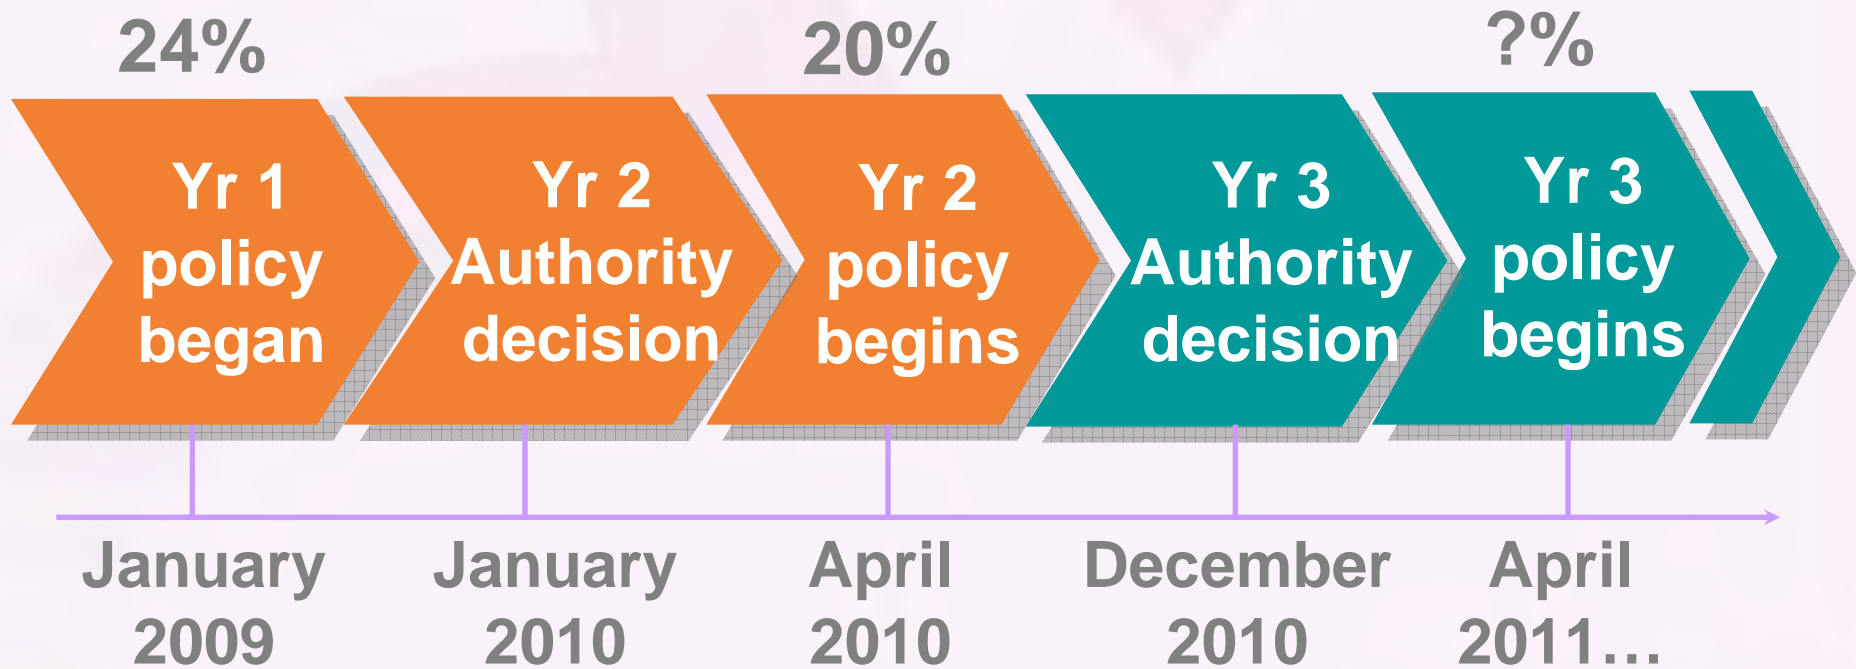 24%
20%
?%
Yr 1
policy
began
Yr 2
Authority
decision
Yr 2
policy
begins
Yr 3
Authority
decision
Yr 3
policy
begins
January
2009
January
2010
April
2010
December
2010
April
2011…